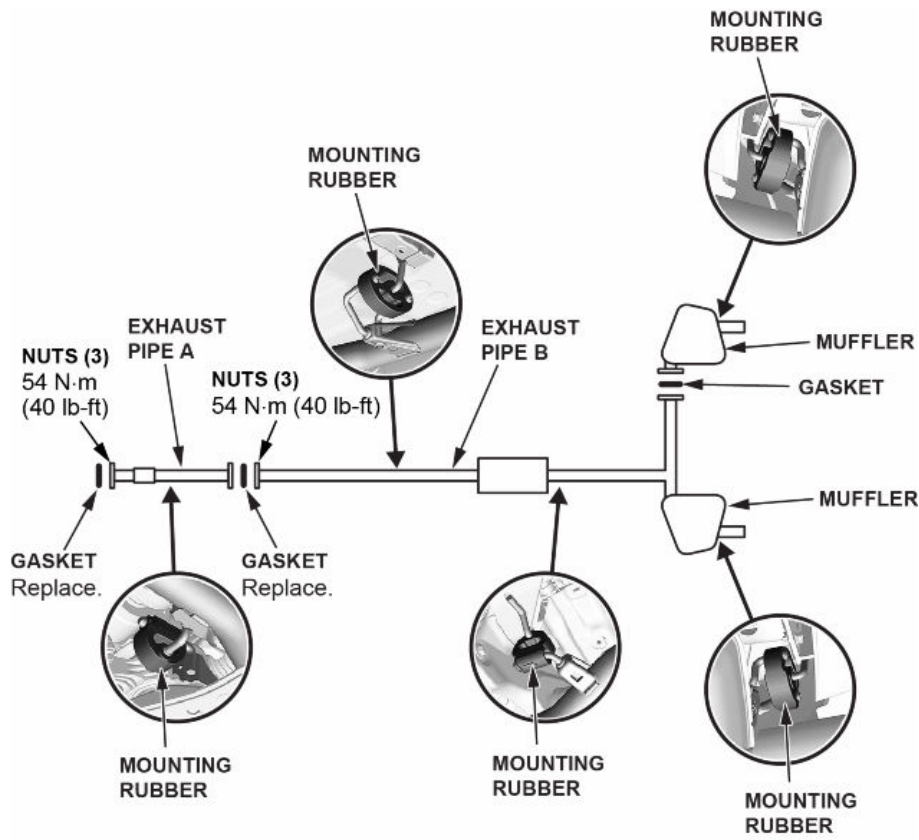 MOUNTING
RUBBER
MOUNTING
RUBBER
EXHAUST
PIPE A
EXHAUST
PIPE B
NUTS (3)
54 N·m
(40 lb-ft)
NUTS (3)
54 N·m (40 lb-ft)
MUFFLER
GASKET
MUFFLER
GASKET
Replace.
GASKET
Replace.
MOUNTING
RUBBER
MOUNTING
RUBBER
MOUNTING
RUBBER